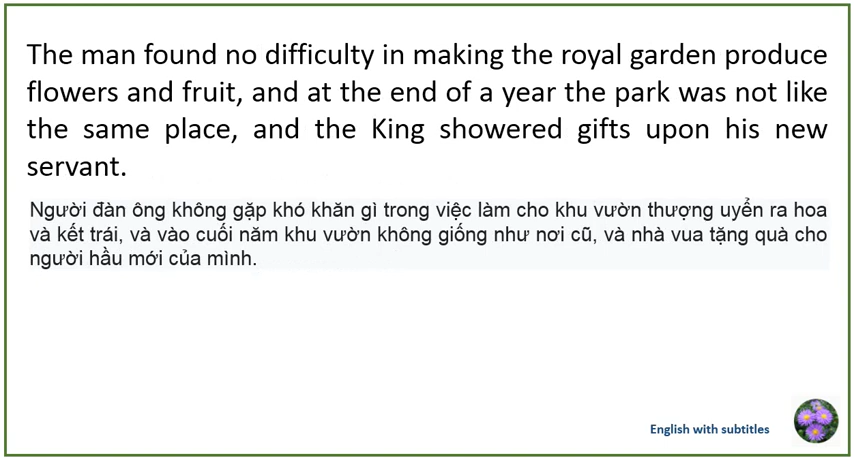 The man found no difficulty in making the royal garden produce
flowers and fruit, and at the end of a year the park was not like
the same place, and the King showered gifts upon his new
servant.
Người đàn ông không gặp khó khăn gì trong việc làm cho khu vườn thượng uyển ra hoa
và kết trái, và vào cuối năm khu vườn không giống như nơi cũ, và nhà vua tặng quà cho
người hầu mới của mình.
English with subtitles